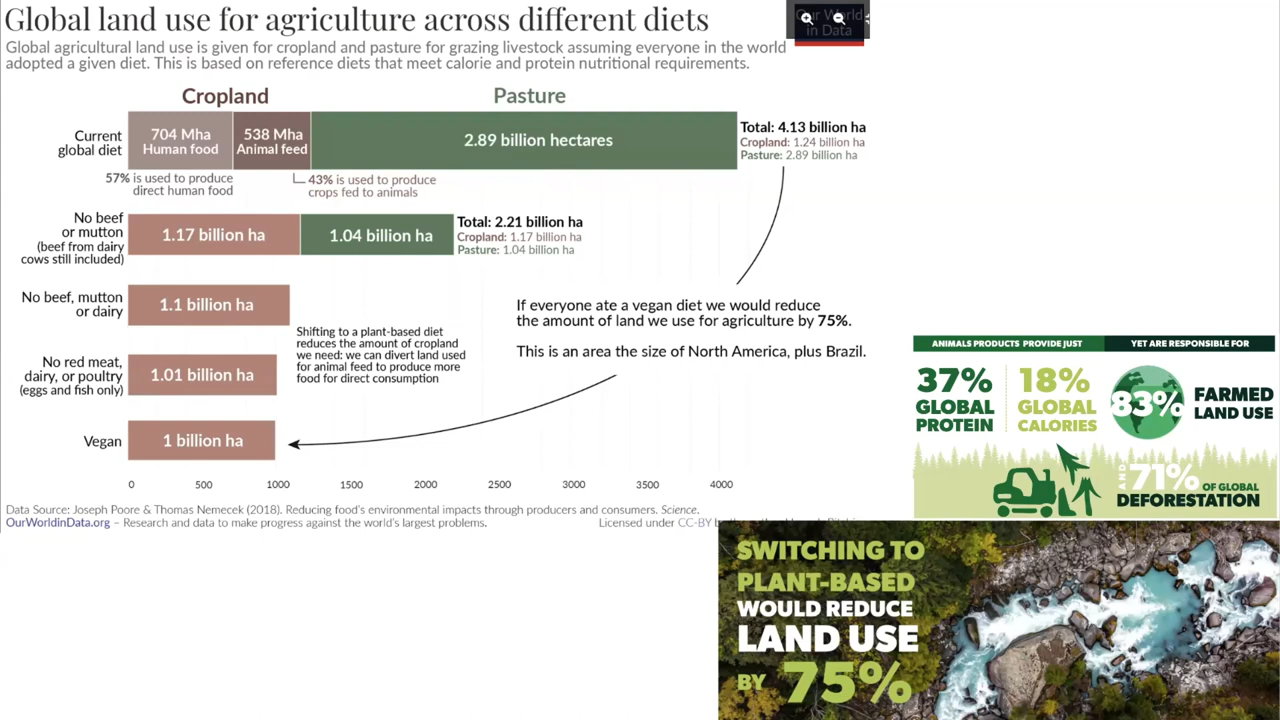 Global land use for agriculture across different diets
Our World
in Data
Global agricultural land use is given for cropland and pasture for grazing livestock assuming everyone in the world
adopted a given diet. This is based on reference diets that meet calorie and protein nutritional requirements.
Cropland
Pasture
Current
global diet
704 Mha
Human food
538 Mha
Animal feed
2.89 billion hectares
Total: 4.13 billion ha
Cropland: 1.24 billion ha
Pasture: 2.89 billion ha
57% is used to produce
direct human food
43% is used to produce
crops fed to animals
No beef
or mutton
(beef from dairy
cows still included)
1.17 billion ha
1.04 billion ha
Total: 2.21 billion ha
Cropland: 1.17 billion ha
Pasture: 1.04 billion ha
No beef, mutton
or dairy
1.1 billion ha
Shifting to a plant-based diet
reduces the amount of cropland
we need: we can divert land used
for animal feed to produce more
food for direct consumption
If everyone ate a vegan diet we would reduce
the amount of land we use for agriculture by 75%.
This is an area the size of North America, plus Brazil.
No red meat,
dairy, or poultry
(eggs and fish only)
1.01 billion ha
Vegan
1 billion ha
0 500 1000 1500 2000 2500 3000 3500 4000
Data Source: Joseph Poore & Thomas Nemecek (2018). Reducing food's environmental impacts through producers and consumers. Science.
OurWorldinData.org – Research and data to make progress against the world's largest problems.
Licensed under CC-BY
ANIMALS PRODUCTS PROVIDE JUST
YET ARE RESPONSIBLE FOR
37%
GLOBAL
PROTEIN
18%
GLOBAL
CALORIES
83%
FARMED
LAND USE
AND 71% OF GLOBAL
DEFORESTATION
SWITCHING TO
PLANT-BASED
WOULD REDUCE
LAND USE
BY 75%